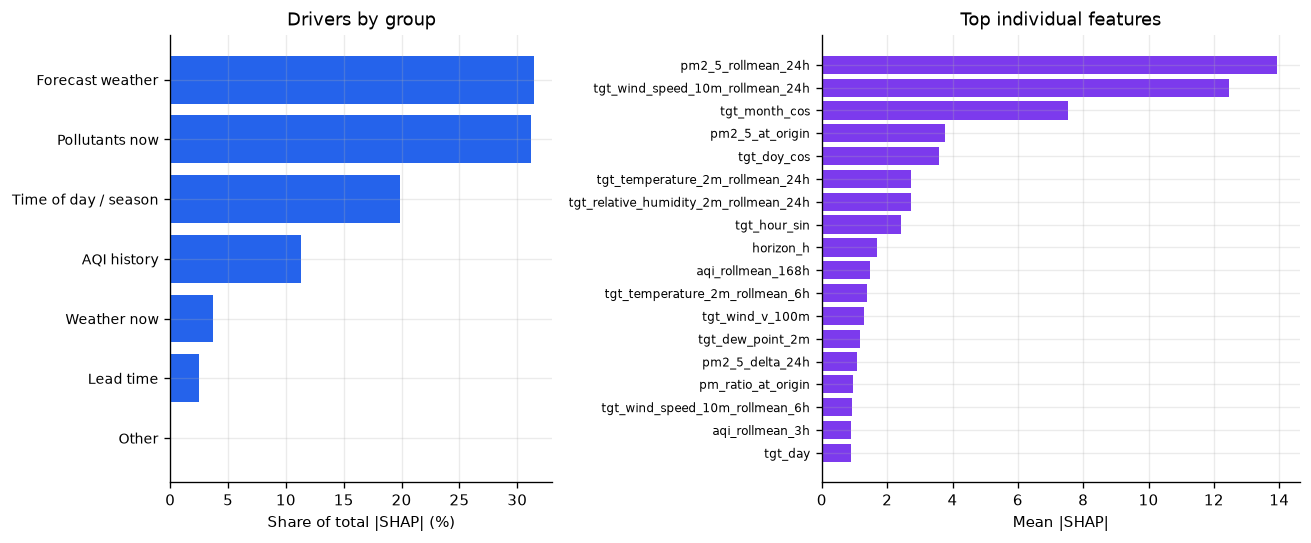 Drivers by group
Forecast weather
Pollutants now
Time of day / season
AQI history
Weather now
Lead time
Other
0 5 10 15 20 25 30
Share of total |SHAP| (%)
Top individual features
pm2_5_rollmean_24h
tgt_wind_speed_10m_rollmean_24h
tgt_month_cos
pm2_5_at_origin
tgt_doy_cos
tgt_temperature_2m_rollmean_24h
tgt_relative_humidity_2m_rollmean_24h
tgt_hour_sin
horizon_h
aqi_rollmean_168h
tgt_temperature_2m_rollmean_6h
tgt_wind_v_100m
tgt_dew_point_2m
pm2_5_delta_24h
pm_ratio_at_origin
tgt_wind_speed_10m_rollmean_6h
aqi_rollmean_3h
tgt_day
0 2 4 6 8 10 12 14
Mean |SHAP|